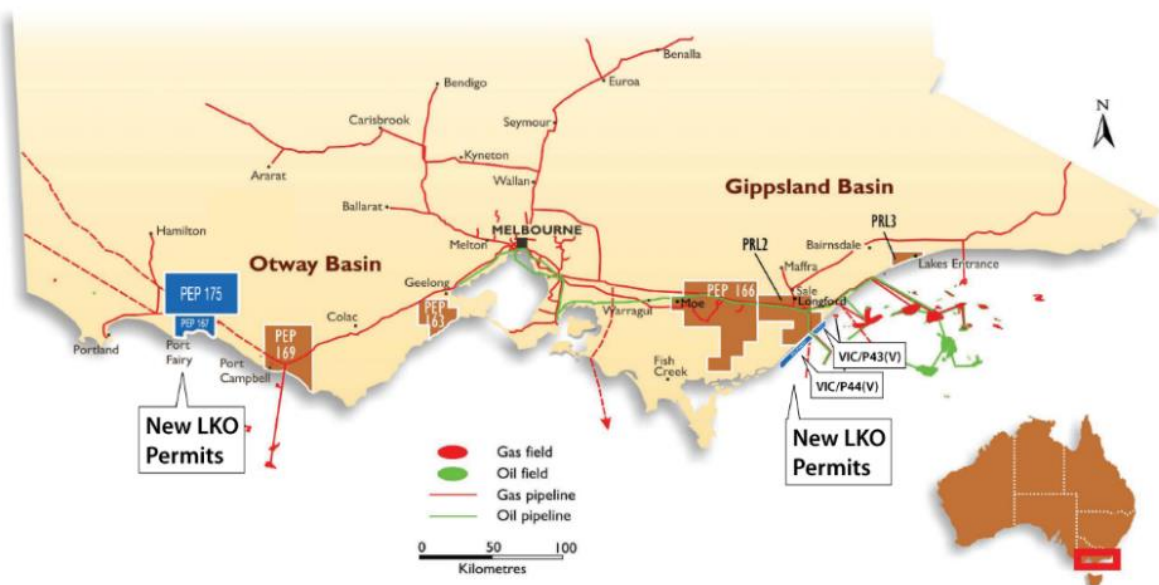 Benalla
Euroa
Bendigo
Seymour
Carisbrook
Kyneton
N
Ararat
Wallan
Gippsland Basin
PRL3
Ballarat
MELBOURNE
Hamilton
Melton
PRL2
Bairnsdale
Maffra
Lakes Entrance
Otway Basin
Geelong
PEP 175
PEP 166
Sale
Longford
Moe
PEP
163
Warragul
PEP 167
Colac
PEP
169
Portland
Port
Fairy
Port
Campbell
Fish
Creek
VIC/P43(V)
VIC/P44(V)
New LKO
Permits
New LKO
Permits
Gas field
Oil field
Gas pipeline
Oil pipeline
0 50 100
Kilometres